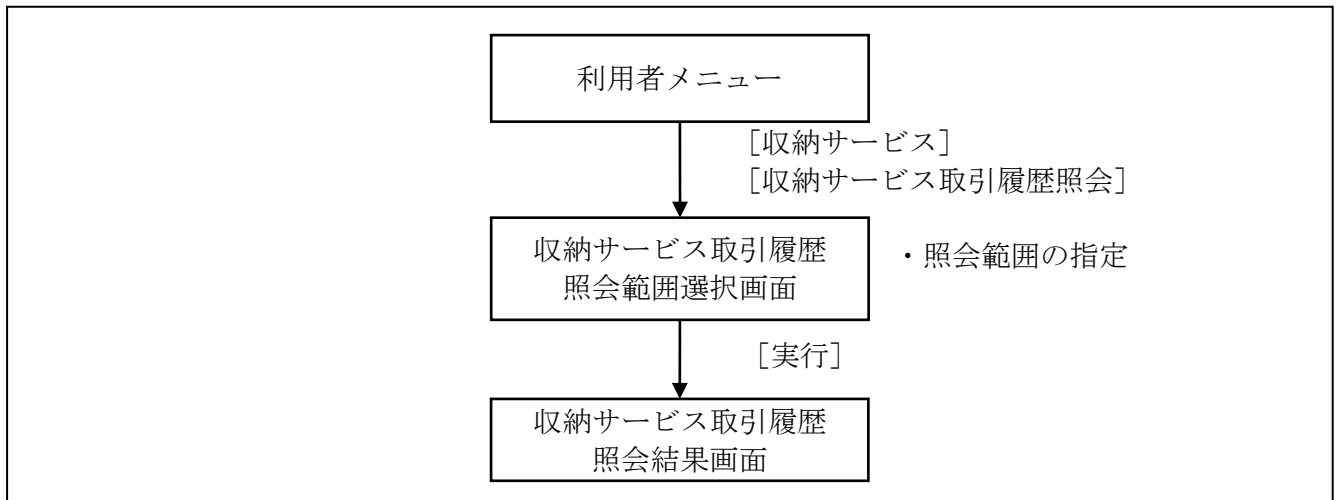 利用者メニュー
［収納サービス］
［収納サービス取引履歴照会］
収納サービス取引履歴
照会範囲選択画面
・照会範囲の指定
［実行］
収納サービス取引履歴
照会結果画面